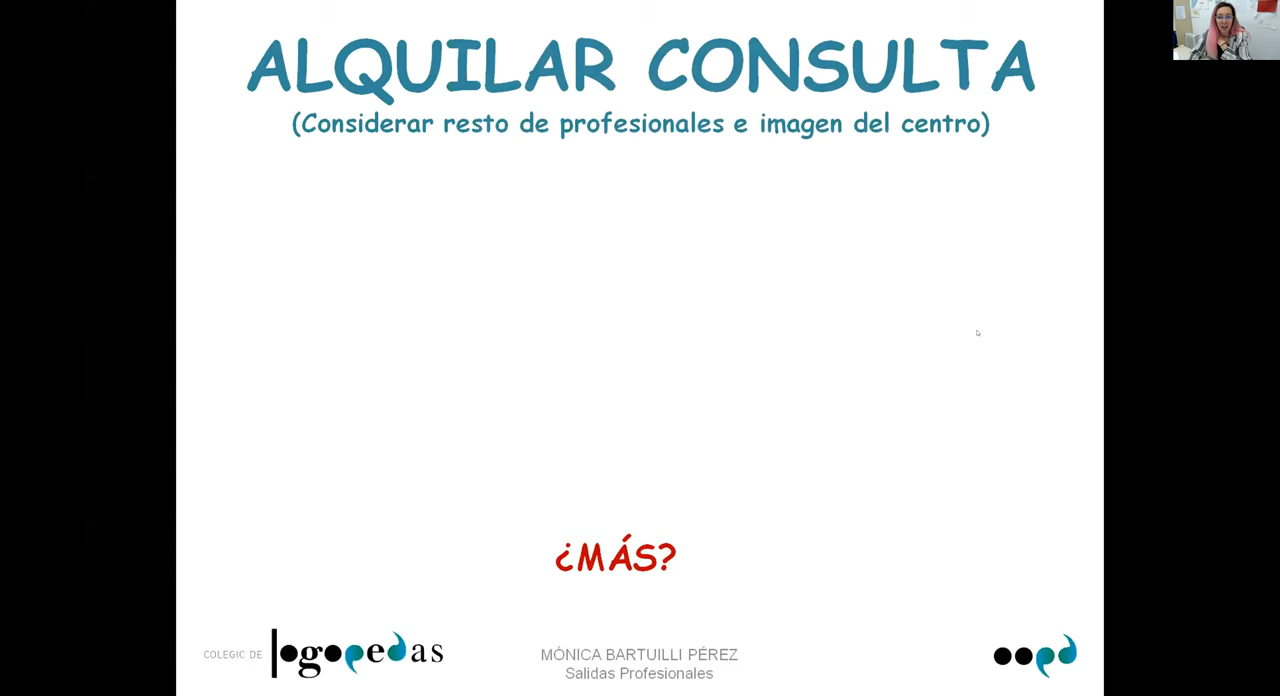 ALQUILAR CONSULTA
(Considerar resto de profesionales e imagen del centro)
¿MÁS?
COLEGIC DE logopedas
MÓNICA BARTUILLI PÉREZ
Salidas Profesionales